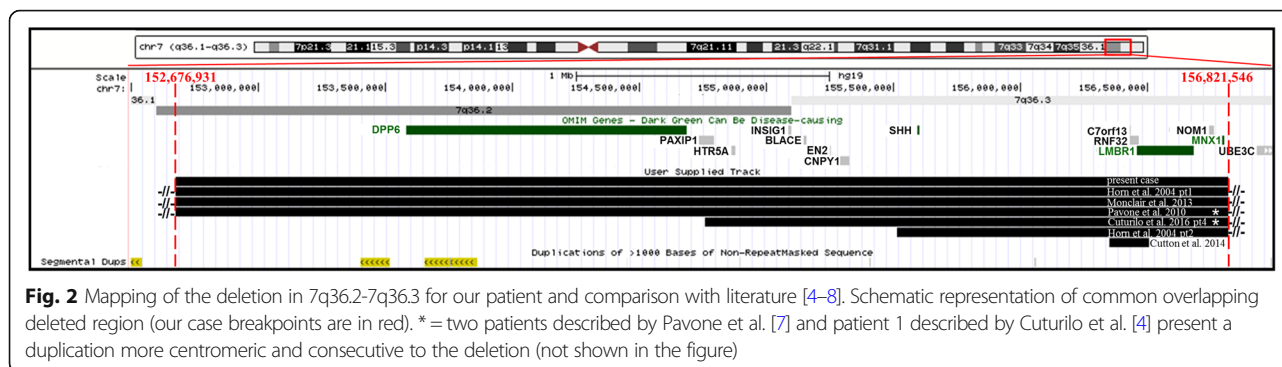 chr7 (q36.1-q36.3) 7p21.3 21.1 15.3 p14.3 p14.1 13 7q21.11 21.3 q22.1 7q31.1 7q33 7q34 7q35 36.1
Scale 152,676,931 1 Mb hg19 156,821,546
chr7: 153,000,000 153,500,000 154,000,000 154,500,000 155,000,000 155,500,000 156,000,000 156,500,000
36.1 7q36.3
7q36.2
OMIM Genes - Dark Green Can Be Disease-causing
DPP6 INSIG1 SHH C7orf13 NOM1
PAXIP1 BLACE RNF32 MNX1
HTR5A EN2 LMBR1 UBE3C
CNPY1
User Supplied Track
present case
-//- Horn et al. 2004 pt1 -//-
-//- Monclair et al. 2013 -//-
-//- Pavone et al. 2010 * -//-
Cuturilo et al. 2016 pt4 * -//-
Horn et al. 2004 pt2 -//-
Cutton et al. 2014
Duplications of >1000 Bases of Non-RepeatMasked Sequence
Segmental Dups
Fig. 2 Mapping of the deletion in 7q36.2-7q36.3 for our patient and comparison with literature [4–8]. Schematic representation of common overlapping
deleted region (our case breakpoints are in red). * = two patients described by Pavone et al. [7] and patient 1 described by Cuturilo et al. [4] present a
duplication more centromeric and consecutive to the deletion (not shown in the figure)